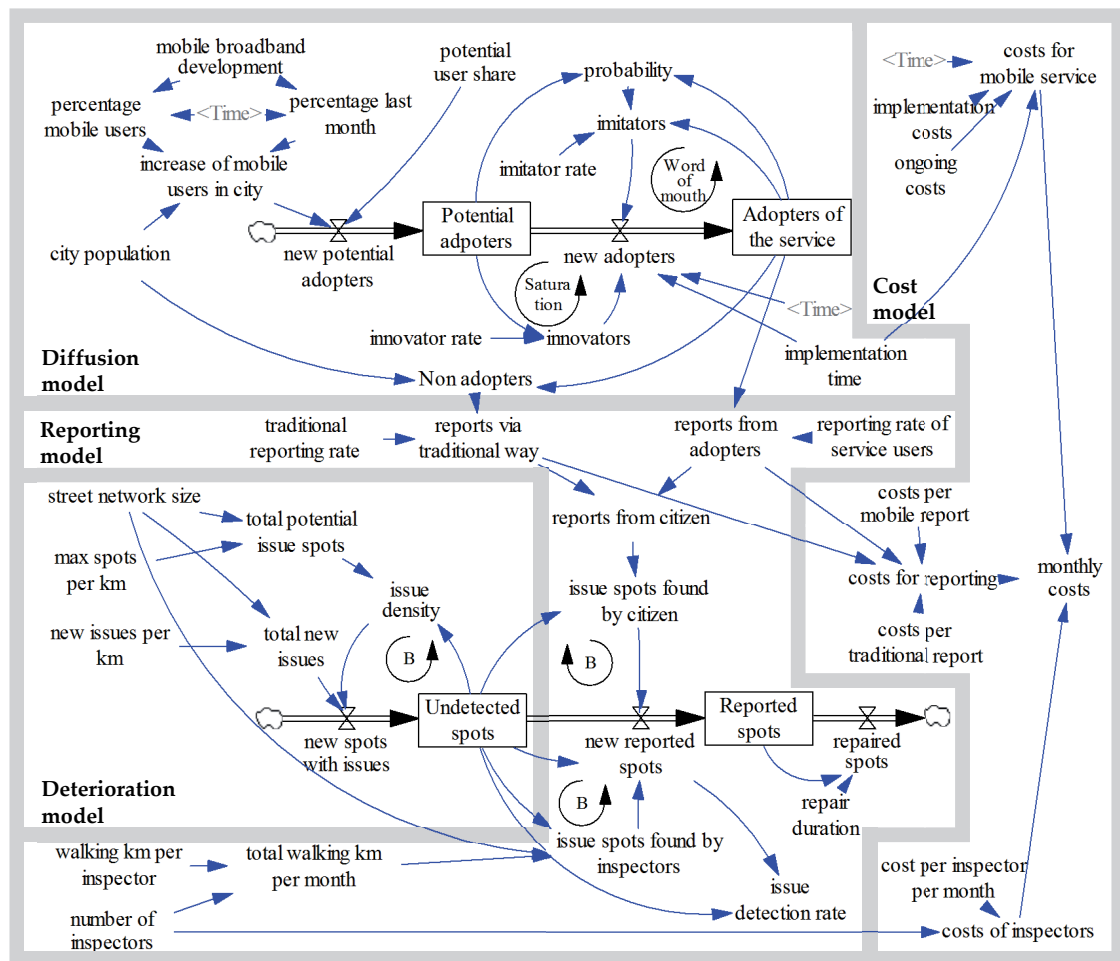 mobile broadband
development
potential
user share
probability
<Time>
costs for
mobile service
percentage
mobile users
<Time>
percentage last
month
imitators
implementation
costs
increase of mobile
users in city
imitator rate
Word
of
mouth
ongoing
costs
city population
new potential
adopters
Potential
adpoters
new adopters
Adopters of
the service
Satura
tion
<Time>
Cost
model
innovator rate
innovators
implementation
time
Diffusion
model
Non adopters
Reporting
model
traditional
reporting rate
reports via
traditional way
reports from
adopters
reporting rate of
service users
street network size
total potential
issue spots
reports from citizen
costs per
mobile report
max spots
per km
issue
density
issue spots found
by citizen
costs for reporting
monthly
costs
new issues per
km
total new
issues
B
B
costs per
traditional report
new spots
with issues
Undetected
spots
new reported
spots
Reported
spots
repaired
spots
Deterioration
model
B
repair
duration
walking km per
inspector
total walking km
per month
issue spots found by
inspectors
issue
detection rate
cost per inspector
per month
number of
inspectors
costs of inspectors